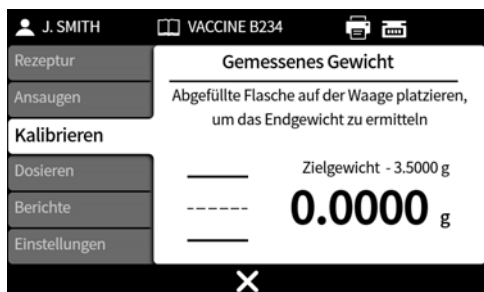 J. SMITH
VACCINE B234
Rezeptur
Ansaugen
Kalibrieren
Dosieren
Berichte
Einstellungen
Gemessenes Gewicht
Abgefüllte Flasche auf der Waage platzieren,
um das Endgewicht zu ermitteln
Zielgewicht - 3.5000 g
0.0000 g